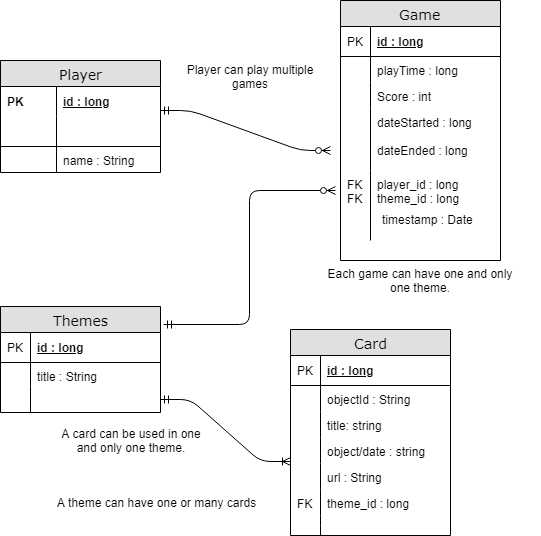 Game
PK id : long
playTime : long
Score : int
dateStarted : long
dateEnded : long
FK player_id : long
FK theme_id : long
timestamp : Date
Player can play multiple
games
Player
PK id : long
name : String
Each game can have one and only
one theme.
Themes
PK id : long
title : String
A card can be used in one
and only one theme.
A theme can have one or many cards
Card
PK id : long
objectId : String
title: string
object/date : string
url : String
FK theme_id : long